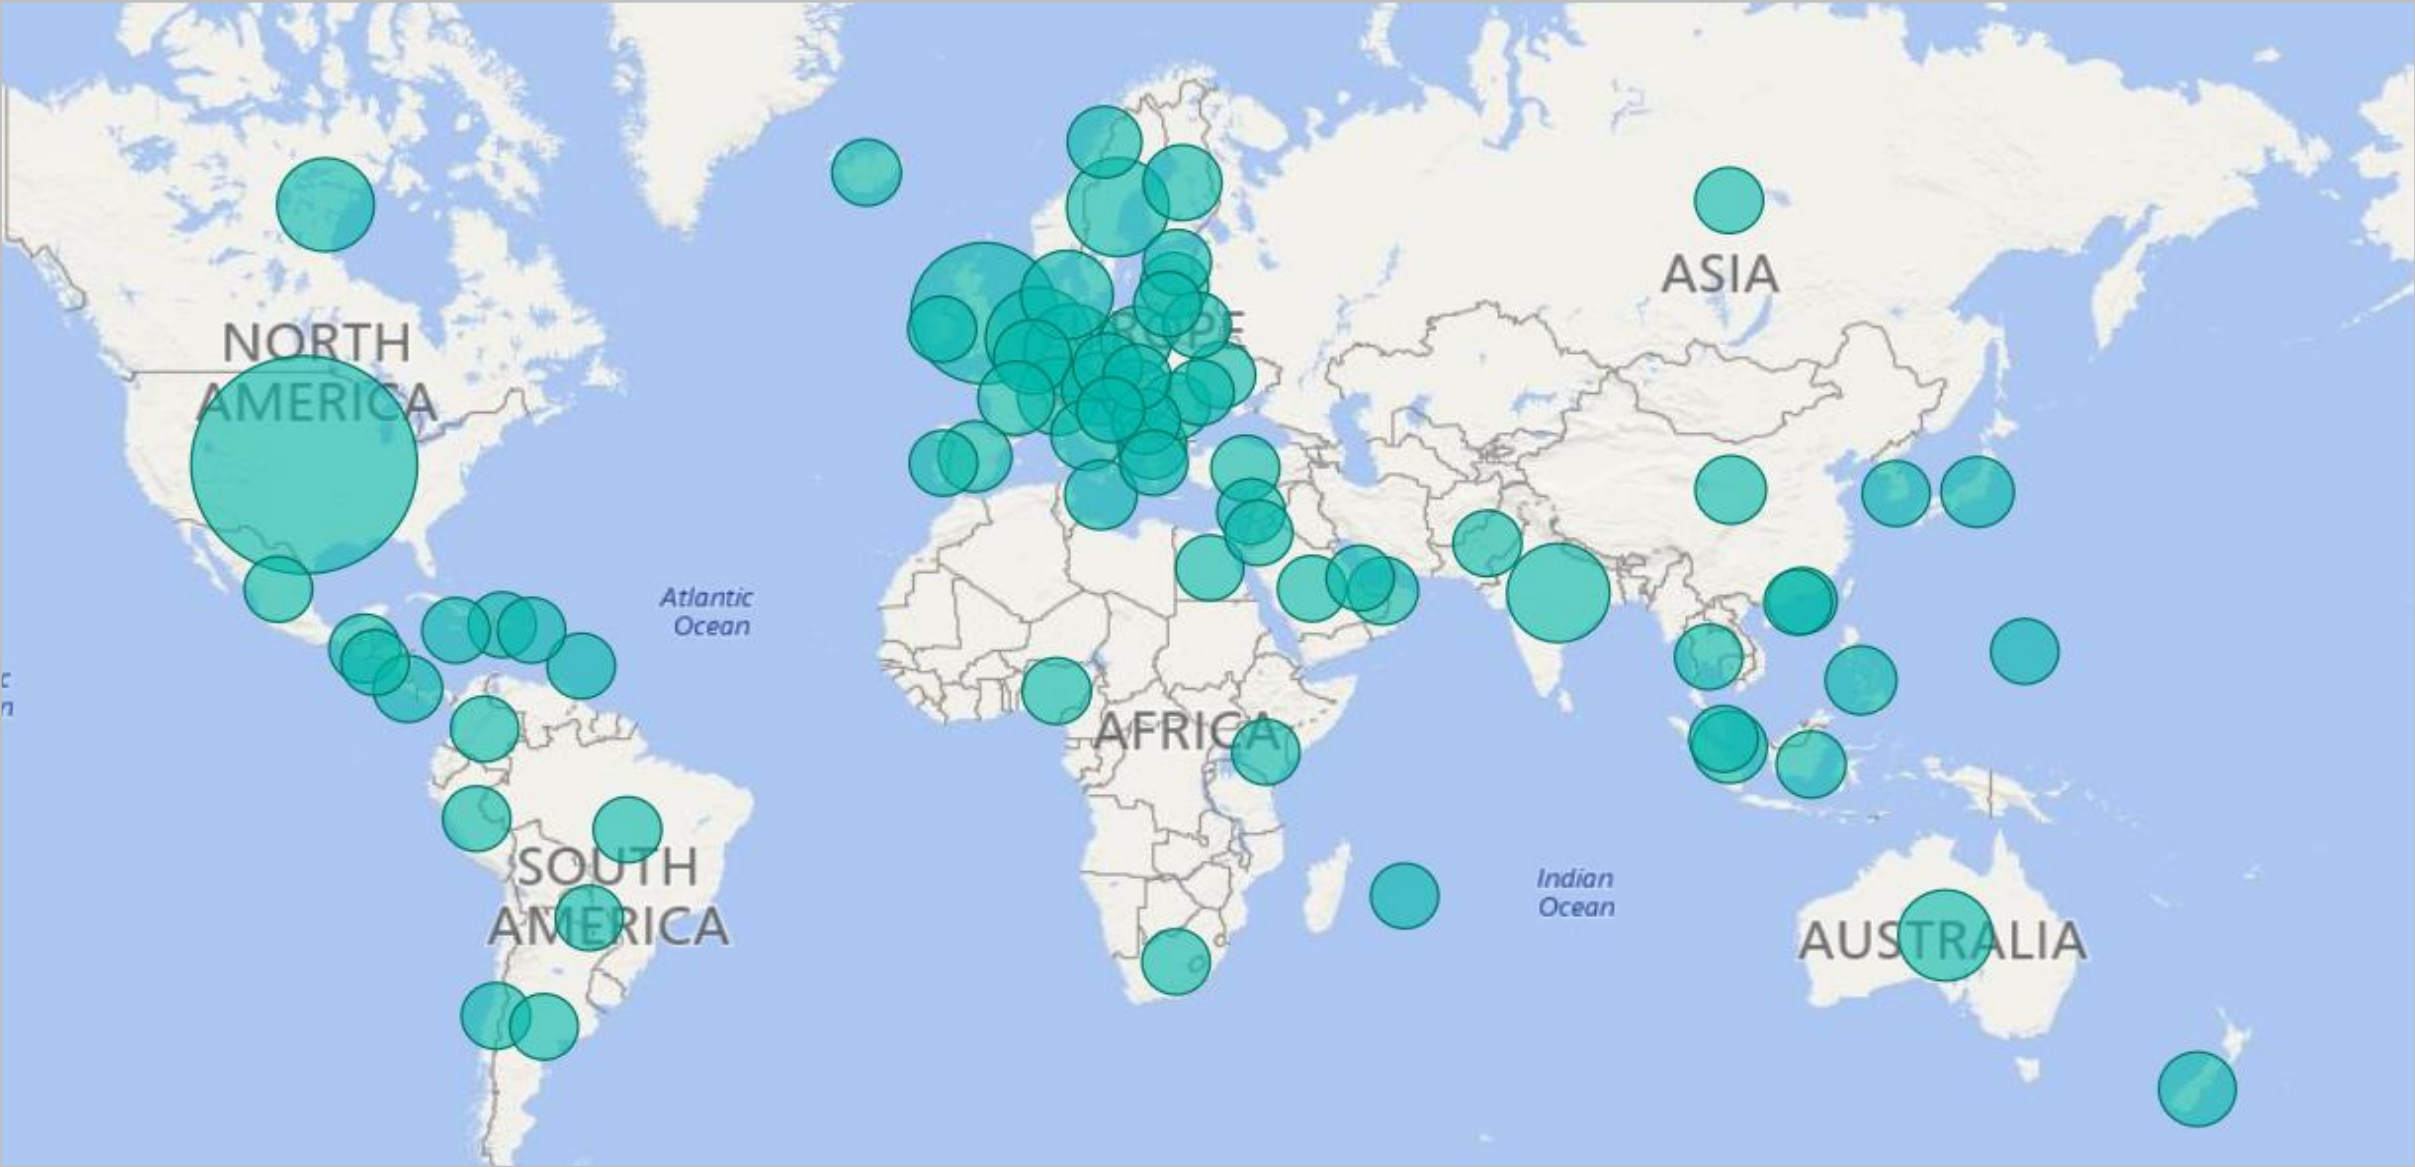 ASIA
NORTH
AMERICA
Atlantic
Ocean
AFRICA
SOUTH
AMERICA
Indian
Ocean
AUSTRALIA